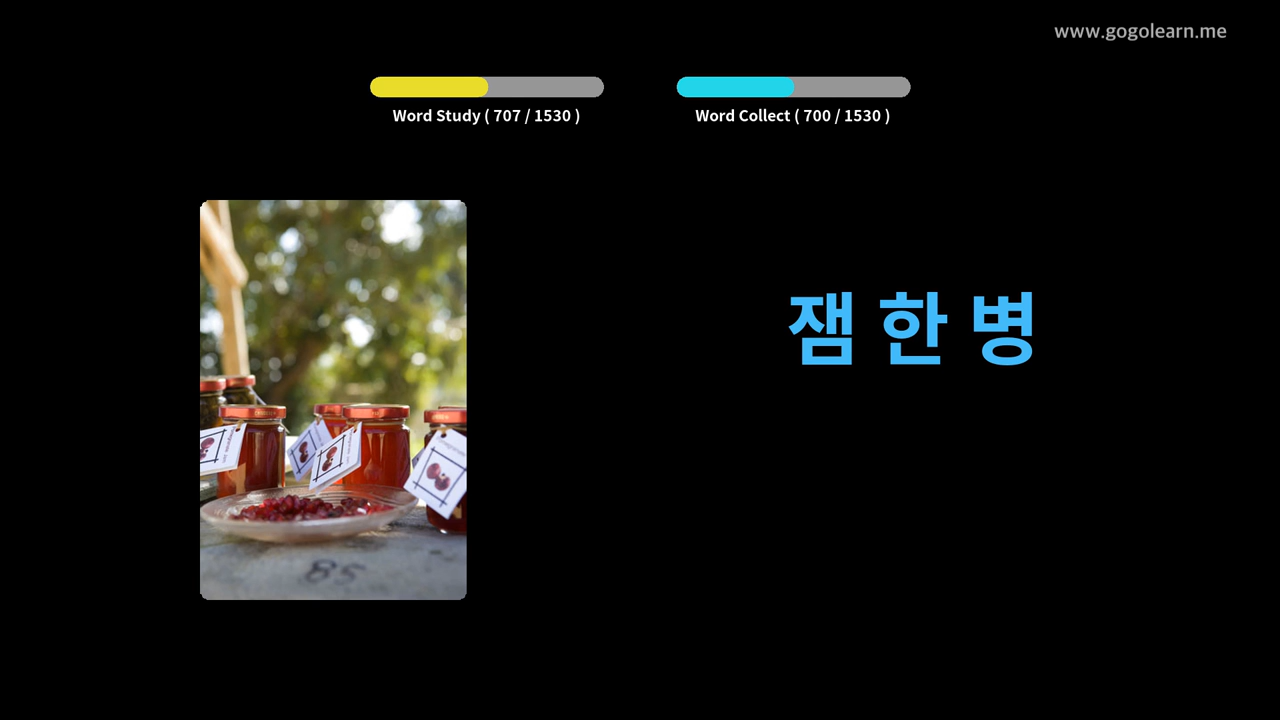 www.gogolearn.me
Word Study ( 707 / 1530 )
Word Collect ( 700 / 1530 )
잼 한 병
85